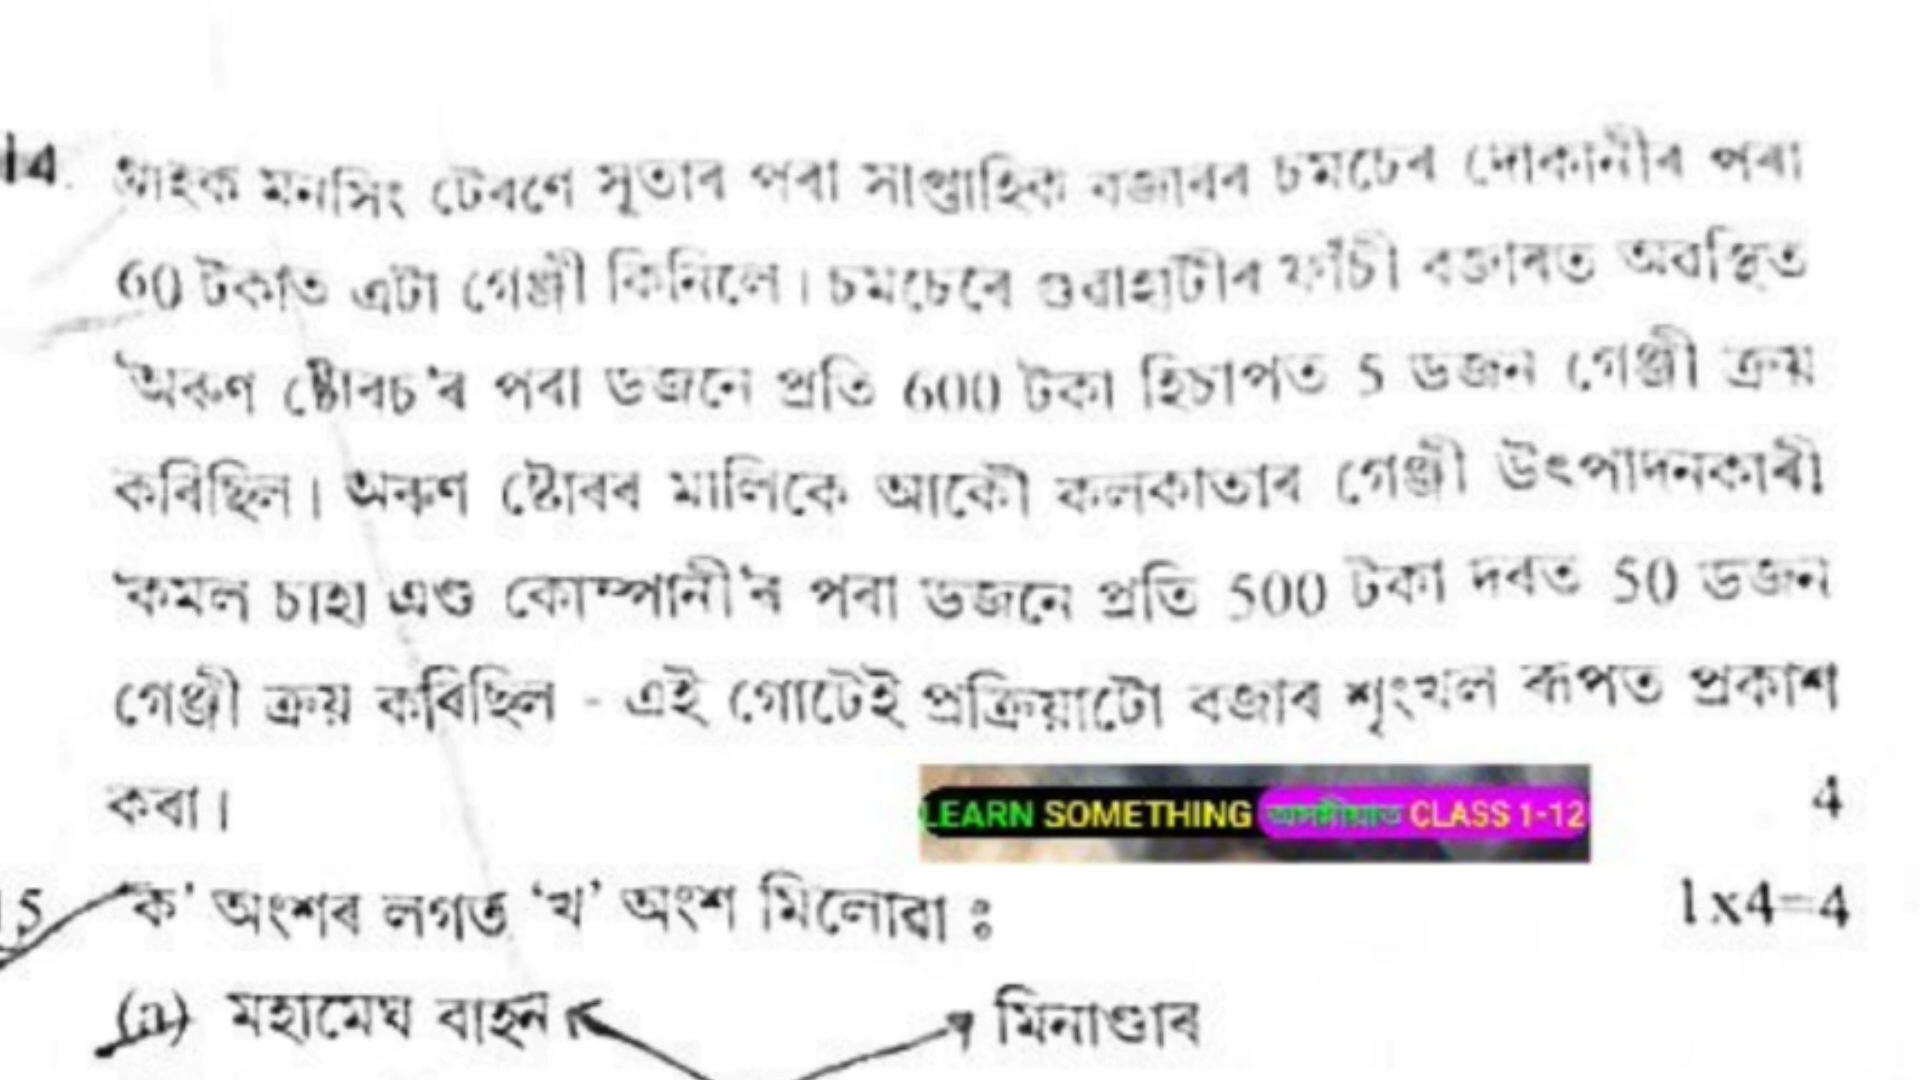 14. গ্ৰাহক মনসিং টেৰণে সূতাৰ পৰা সাপ্তাহিক বজাৰৰ চমচেৰ দোকানীৰ পৰা
60 টকাত এটা গেঞ্জী কিনিলে। চমচেৰে গুৱাহাটীৰ ফাঁচী বজাৰত অবস্থিত
'অৰুণ ষ্টোৰচ'ৰ পৰা ডজনে প্ৰতি 600 টকা হিচাপত 5 ডজন গেঞ্জী ক্ৰয়
কৰিছিল। অৰুণ ষ্টোৰৰ মালিকে আকৌ কলকাতাৰ গেঞ্জী উৎপাদনকাৰী
'কমল চাহা এণ্ড কোম্পানী'ৰ পৰা ডজনে প্ৰতি 500 টকা দৰত 50 ডজন
গেঞ্জী ক্ৰয় কৰিছিল - এই গোটেই প্ৰক্ৰিয়াটো বজাৰ শৃংখল ৰূপত প্ৰকাশ
কৰা। 4
LEARN SOMETHING অসমীয়াত CLASS 1-12
15 'ক' অংশৰ লগত 'খ' অংশ মিলোৱা ঃ 1x4=4
(a) মহামেঘ বাহন মিনাণ্ডাৰ